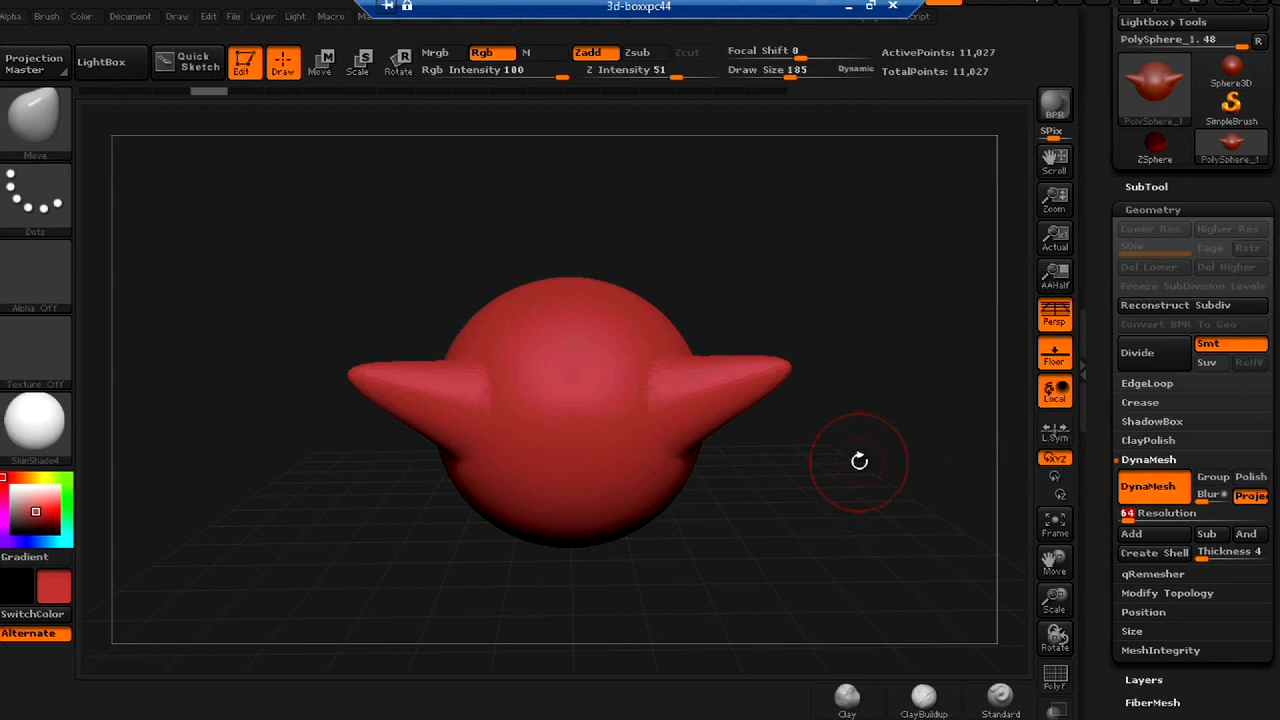 3d-boxxpc44
Alpha Brush Color Document Draw Edit File Layer Light Macro
Projection Master
LightBox
Quick Sketch
Edit
Draw
Move
Scale
Rotate
Mrgb Rgb M
Rgb Intensity 100
Zadd Zsub Zcut
Z Intensity 51
Focal Shift 0
Draw Size 185
Dynamic
ActivePoints: 11,027
TotalPoints: 11,027
Move
Dots
Alpha Off
Texture Off
SkinShade4
Gradient
SwitchColor
Alternate
BPR
SPix
Scroll
Zoom
Actual
AAHalf
Persp
Floor
Local
L.Sym
XYZ
Frame
Move
Scale
Rotate
PolyF
Clay
ClayBuildup
Standard
Lightbox▸Tools
PolySphere_1. 48
R
PolySphere_1
Sphere3D
SimpleBrush
ZSphere
PolySphere_1
SubTool
Geometry
Lower Res Higher Res
SDiv Cage Rstr
Del Lower Del Higher
Freeze SubDivision Levels
Reconstruct Subdiv
Convert BPR To Geo
Divide
Smt
Suv ReUV
EdgeLoop
Crease
ShadowBox
ClayPolish
DynaMesh
DynaMesh
Group Polish
Blur Proje
64 Resolution
Add Sub And
Create Shell Thickness 4
qRemesher
Modify Topology
Position
Size
MeshIntegrity
Layers
FiberMesh